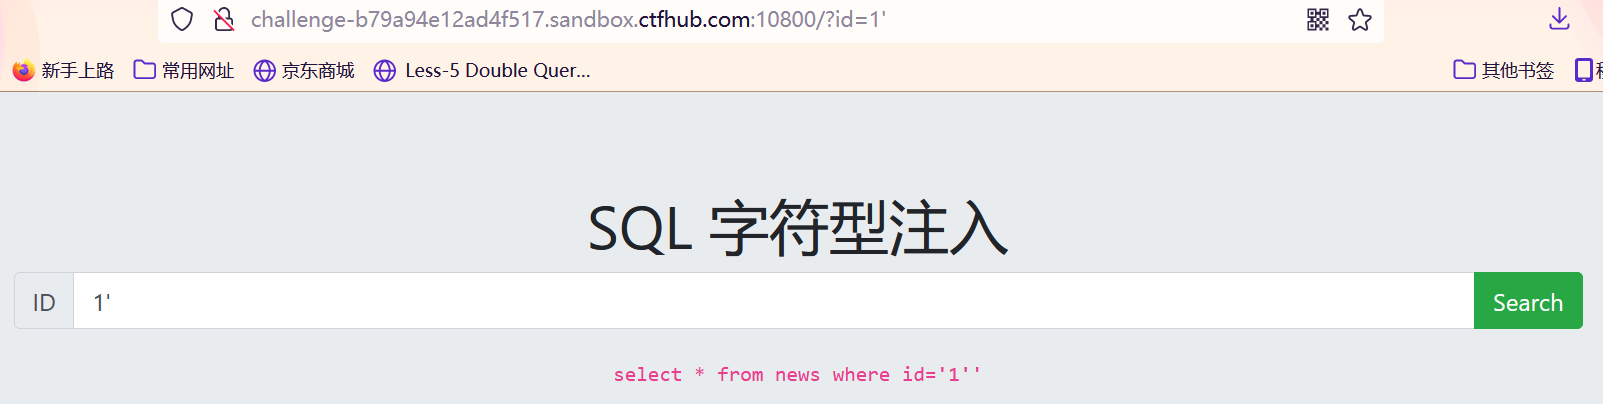 challenge-b79a94e12ad4f517.sandbox.ctfhub.com:10800/?id=1'
新手上路 常用网址 京东商城 Less-5 Double Quer... 其他书签
SQL 字符型注入
ID 1' Search
select * from news where id='1''